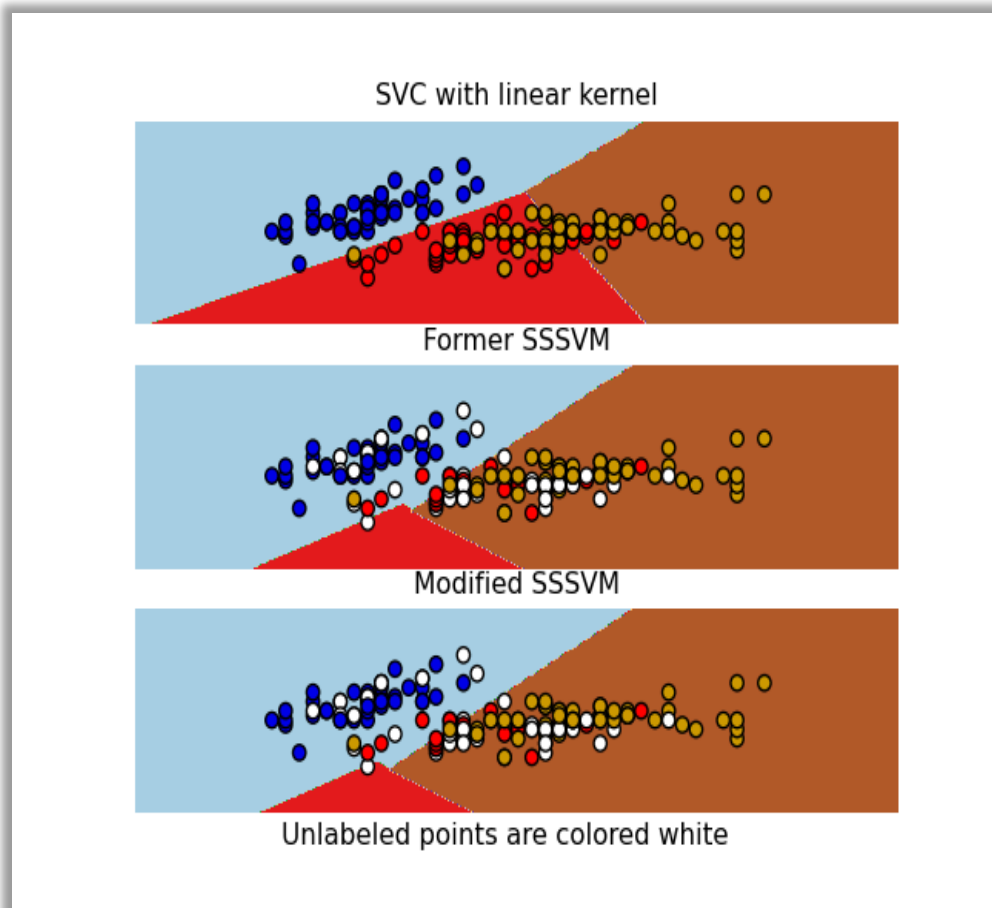 SVC with linear kernel
Former SSSVM
Modified SSSVM
Unlabeled points are colored white